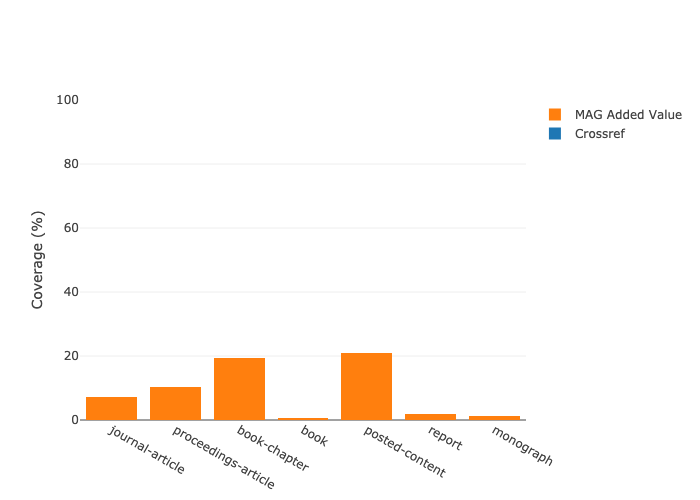 100
80
60
40
20
0
Coverage (%)
journal-article
proceedings-article
book-chapter
book
posted-content
report
monograph
MAG Added Value
Crossref